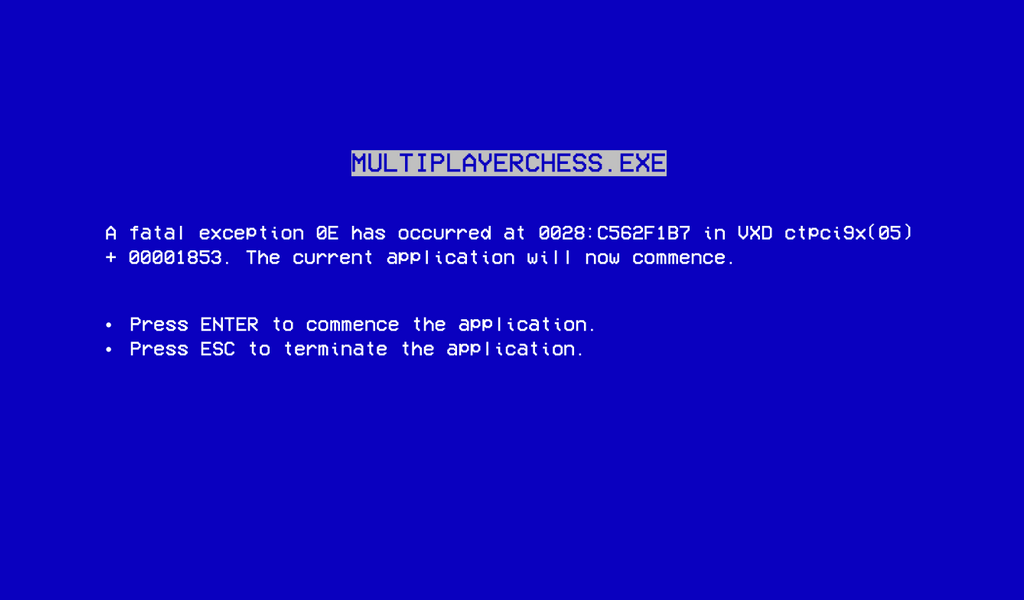 MULTIPLAYERCHESS.EXE
A fatal exception 0E has occurred at 0028:C562F1B7 in VXD ctpci9x(05)
+ 00001853. The current application will now commence.
• Press ENTER to commence the application.
• Press ESC to terminate the application.